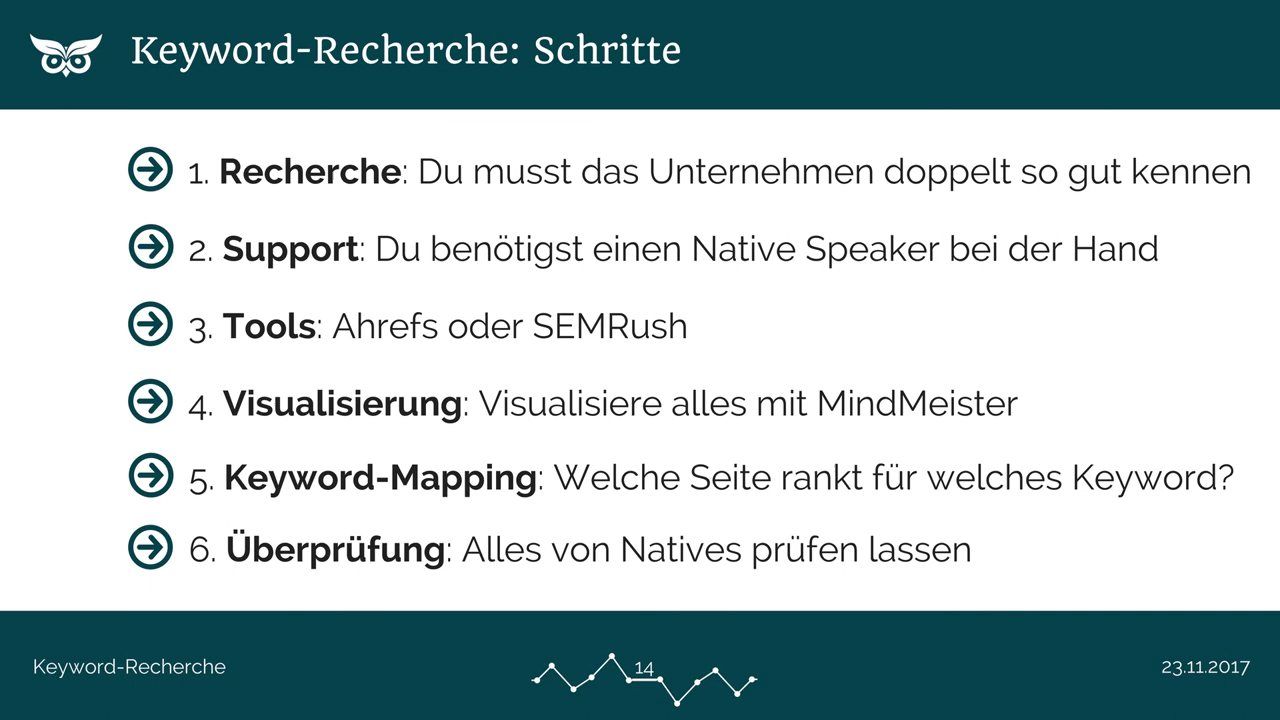 Keyword-Recherche: Schritte
1. Recherche: Du musst das Unternehmen doppelt so gut kennen
2. Support: Du benötigst einen Native Speaker bei der Hand
3. Tools: Ahrefs oder SEMRush
4. Visualisierung: Visualisiere alles mit MindMeister
5. Keyword-Mapping: Welche Seite rankt für welches Keyword?
6. Überprüfung: Alles von Natives prüfen lassen
Keyword-Recherche
14
23.11.2017